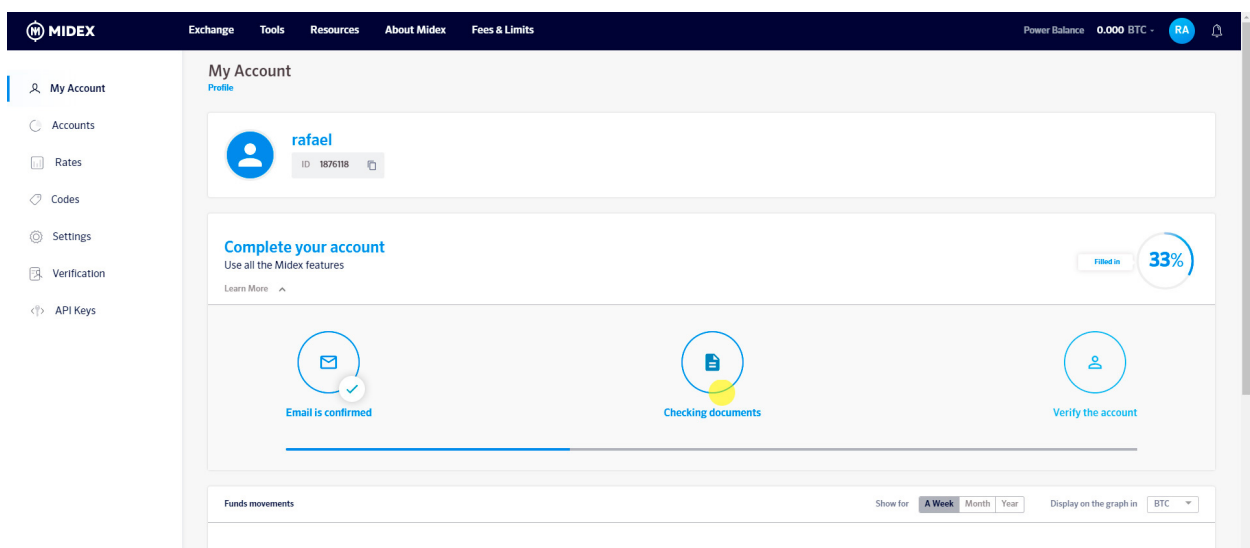 MIDEX
Exchange Tools Resources About Midex Fees & Limits
Power Balance 0.000 BTC RA
My Account
Accounts
Rates
Codes
Settings
Verification
API Keys
My Account
Profile
rafael
ID 1876118
Complete your account
Use all the Midex features
Learn More
Filled in 33%
Email is confirmed
Checking documents
Verify the account
Funds movements
Show for A Week Month Year
Display on the graph in BTC